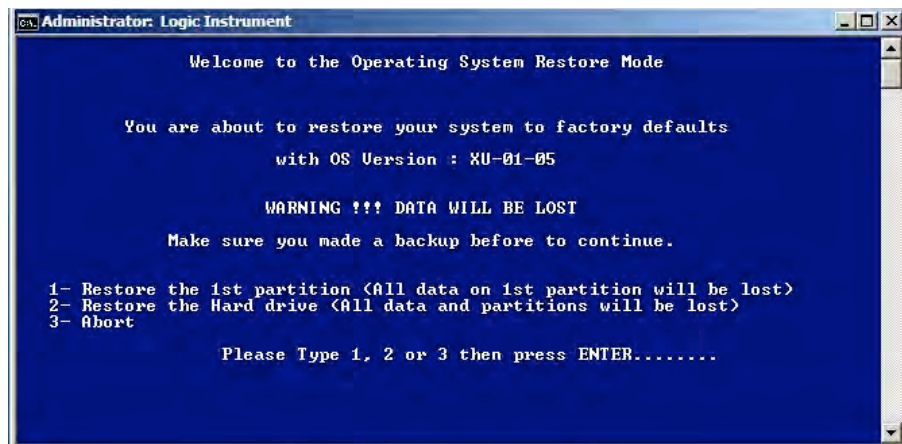 Administrator: Logic Instrument
Welcome to the Operating System Restore Mode
You are about to restore your system to factory defaults
with OS Version : XU-01-05
WARNING !!! DATA WILL BE LOST
Make sure you made a backup before to continue.
1- Restore the 1st partition (All data on 1st partition will be lost)
2- Restore the Hard drive (All data and partitions will be lost)
3- Abort
Please Type 1, 2 or 3 then press ENTER........